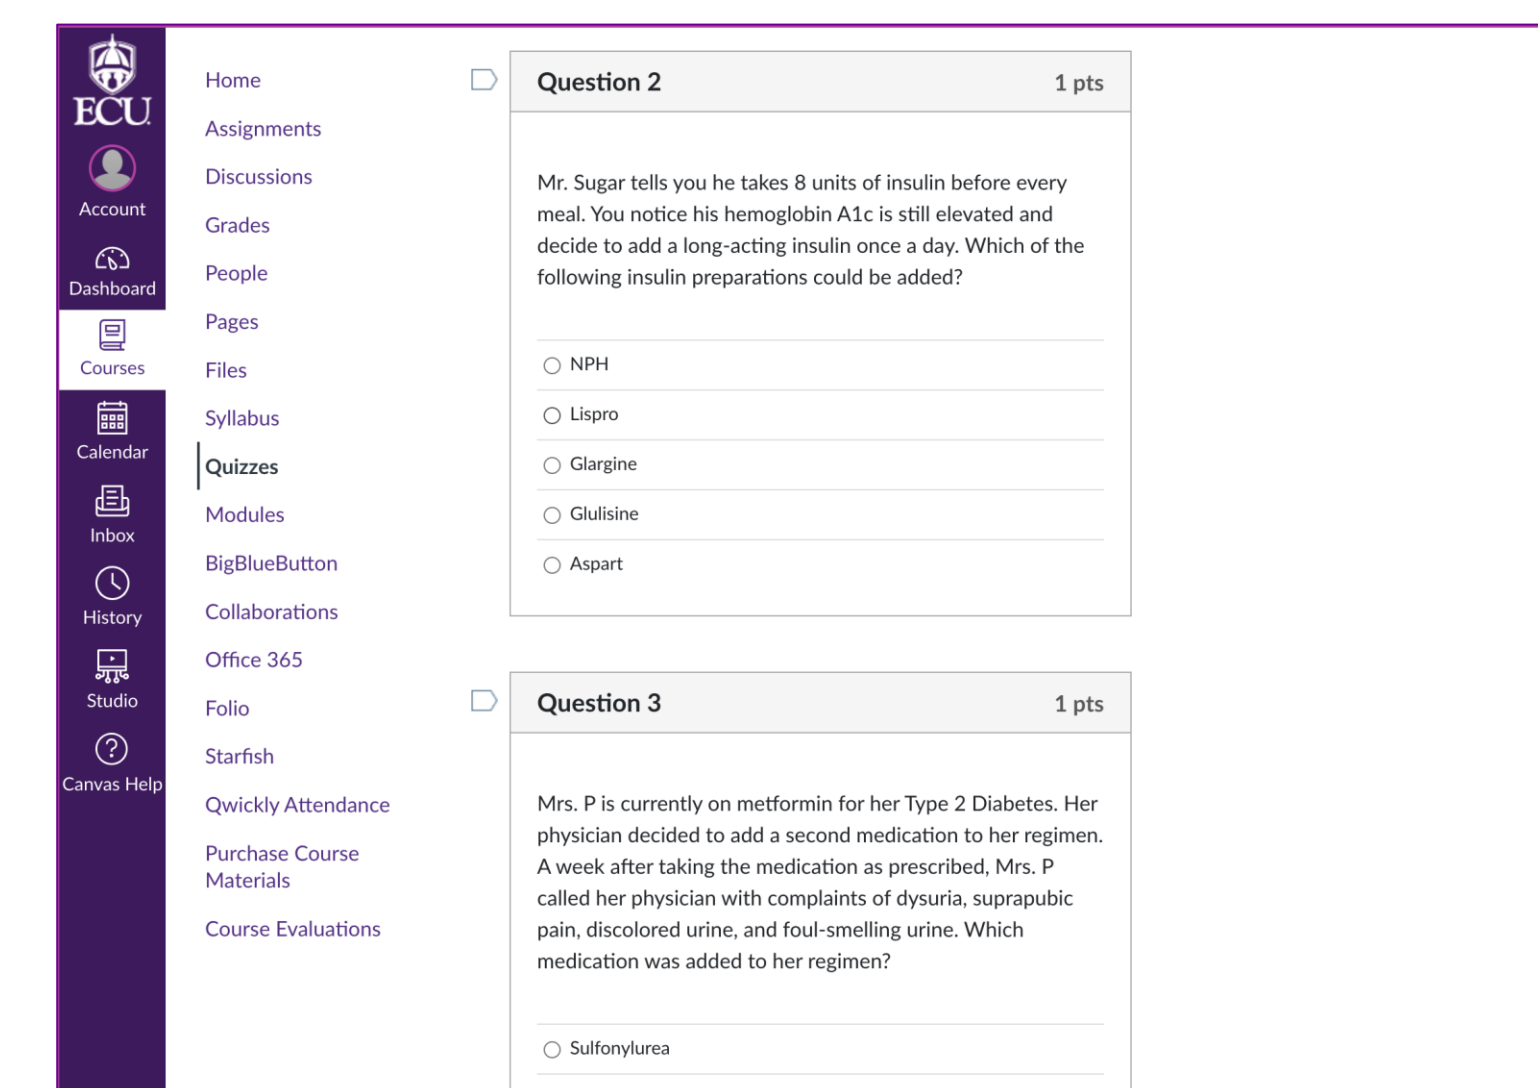 ECU
Account
Dashboard
Courses
Calendar
Inbox
History
Studio
Canvas Help
Home
Assignments
Discussions
Grades
People
Pages
Files
Syllabus
Quizzes
Modules
BigBlueButton
Collaborations
Office 365
Folio
Starfish
Qwickly Attendance
Purchase Course
Materials
Course Evaluations
Question 2 1 pts
Mr. Sugar tells you he takes 8 units of insulin before every
meal. You notice his hemoglobin A1c is still elevated and
decide to add a long-acting insulin once a day. Which of the
following insulin preparations could be added?
NPH
Lispro
Glargine
Glulisine
Aspart
Question 3 1 pts
Mrs. P is currently on metformin for her Type 2 Diabetes. Her
physician decided to add a second medication to her regimen.
A week after taking the medication as prescribed, Mrs. P
called her physician with complaints of dysuria, suprapubic
pain, discolored urine, and foul-smelling urine. Which
medication was added to her regimen?
Sulfonylurea